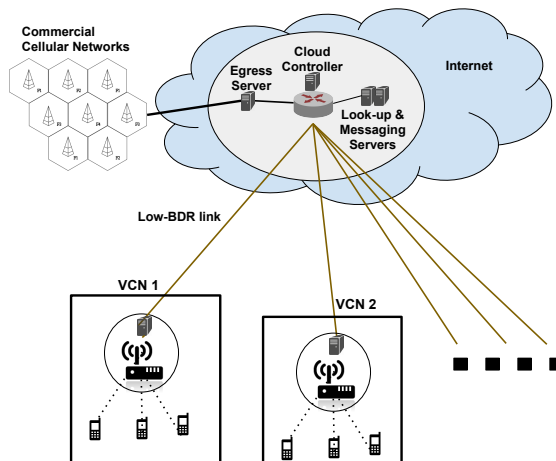 Commercial
Cellular Networks
Cloud
Controller
Egress
Server
Internet
Look-up &
Messaging
Servers
Low-BDR link
VCN 1
VCN 2